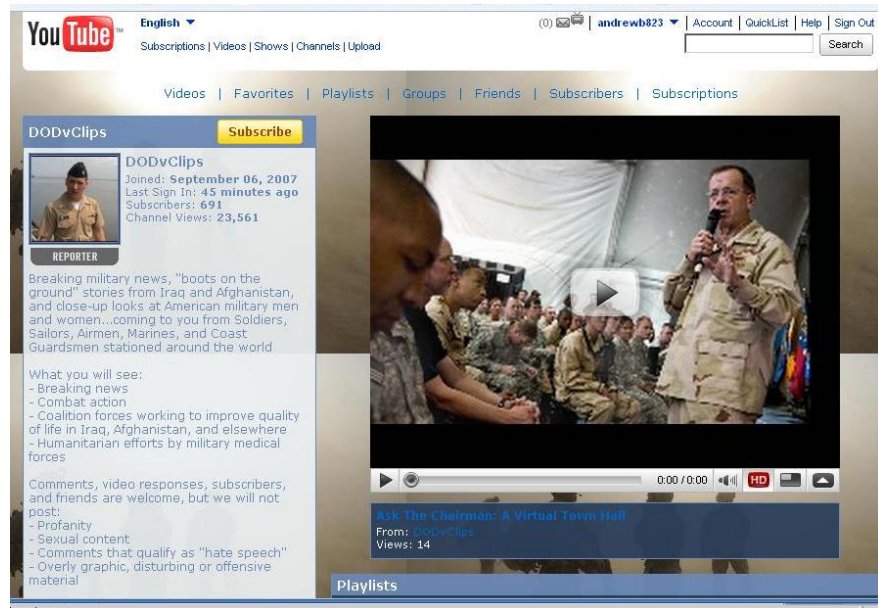 You Tube ™
English
(0) andrewb823 | Account | QuickList | Help | Sign Out
Subscriptions | Videos | Shows | Channels | Upload
Search
Videos | Favorites | Playlists | Groups | Friends | Subscribers | Subscriptions
DODvClips
Subscribe
DODvClips
Joined: September 06, 2007
Last Sign In: 45 minutes ago
Subscribers: 691
Channel Views: 23,561
REPORTER
Breaking military news, "boots on the
ground" stories from Iraq and Afghanistan,
and close-up looks at American military men
and women...coming to you from Soldiers,
Sailors, Airmen, Marines, and Coast
Guardsmen stationed around the world
What you will see:
- Breaking news
- Combat action
- Coalition forces working to improve quality
of life in Iraq, Afghanistan, and elsewhere
- Humanitarian efforts by military medical
forces
Comments, video responses, subscribers,
and friends are welcome, but we will not
post:
- Profanity
- Sexual content
- Comments that qualify as "hate speech"
- Overly graphic, disturbing or offensive
material
0:00 / 0:00 HD
Ask The Chairman: A Virtual Town Hall
From: DODvClips
Views: 14
Playlists